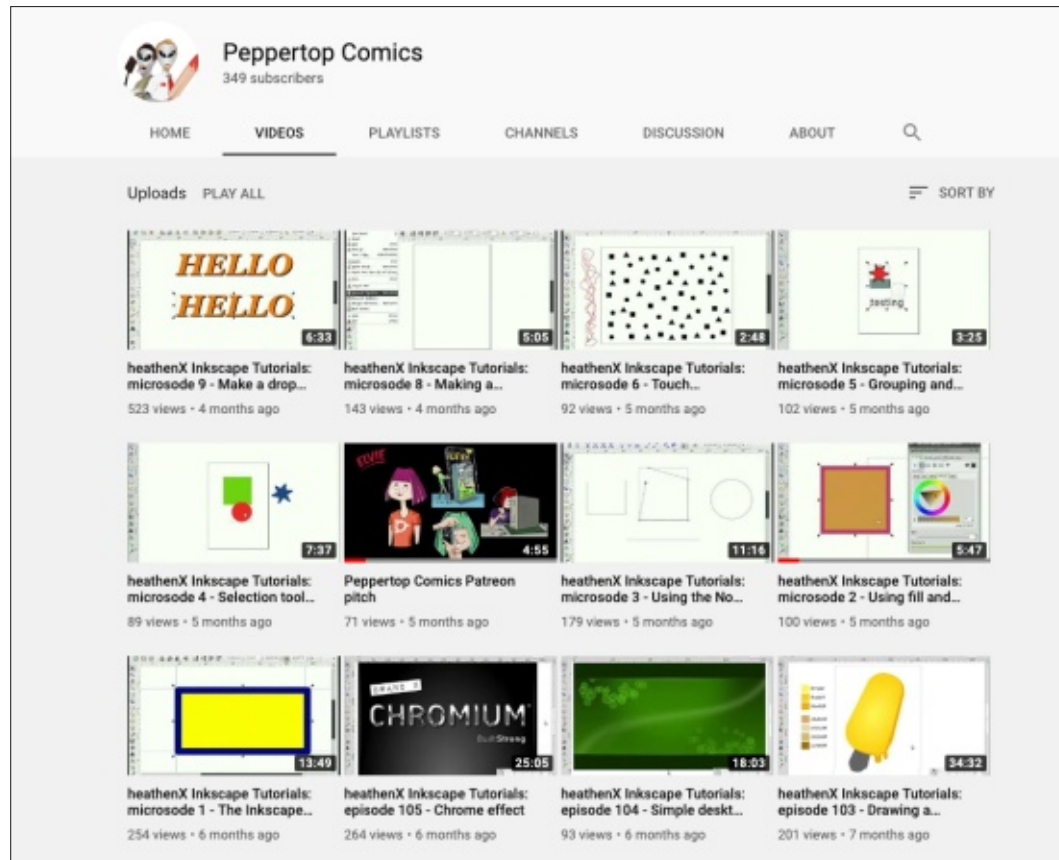 Peppertop Comics
349 subscribers
HOME VIDEOS PLAYLISTS CHANNELS DISCUSSION ABOUT
Uploads PLAY ALL SORT BY
HELLO
HELLO
6:33
5:05
2:48
testing
3:25
heathenX Inkscape Tutorials:
microsode 9 - Make a drop...
523 views • 4 months ago
heathenX Inkscape Tutorials:
microsode 8 - Making a...
143 views • 4 months ago
heathenX Inkscape Tutorials:
microsode 6 - Touch...
92 views • 5 months ago
heathenX Inkscape Tutorials:
microsode 5 - Grouping and...
102 views • 5 months ago
7:37
ELVIE
4:55
11:16
5:47
heathenX Inkscape Tutorials:
microsode 4 - Selection tool...
89 views • 5 months ago
Peppertop Comics Patreon
pitch
71 views • 5 months ago
heathenX Inkscape Tutorials:
microsode 3 - Using the No...
179 views • 5 months ago
heathenX Inkscape Tutorials:
microsode 2 - Using fill and...
100 views • 5 months ago
13:49
BRAND X
CHROMIUM
Built Strong
25:05
18:03
34:32
heathenX Inkscape Tutorials:
microsode 1 - The Inkscape...
254 views • 6 months ago
heathenX Inkscape Tutorials:
episode 105 - Chrome effect
264 views • 6 months ago
heathenX Inkscape Tutorials:
episode 104 - Simple deskt...
93 views • 6 months ago
heathenX Inkscape Tutorials:
episode 103 - Drawing a...
201 views • 7 months ago